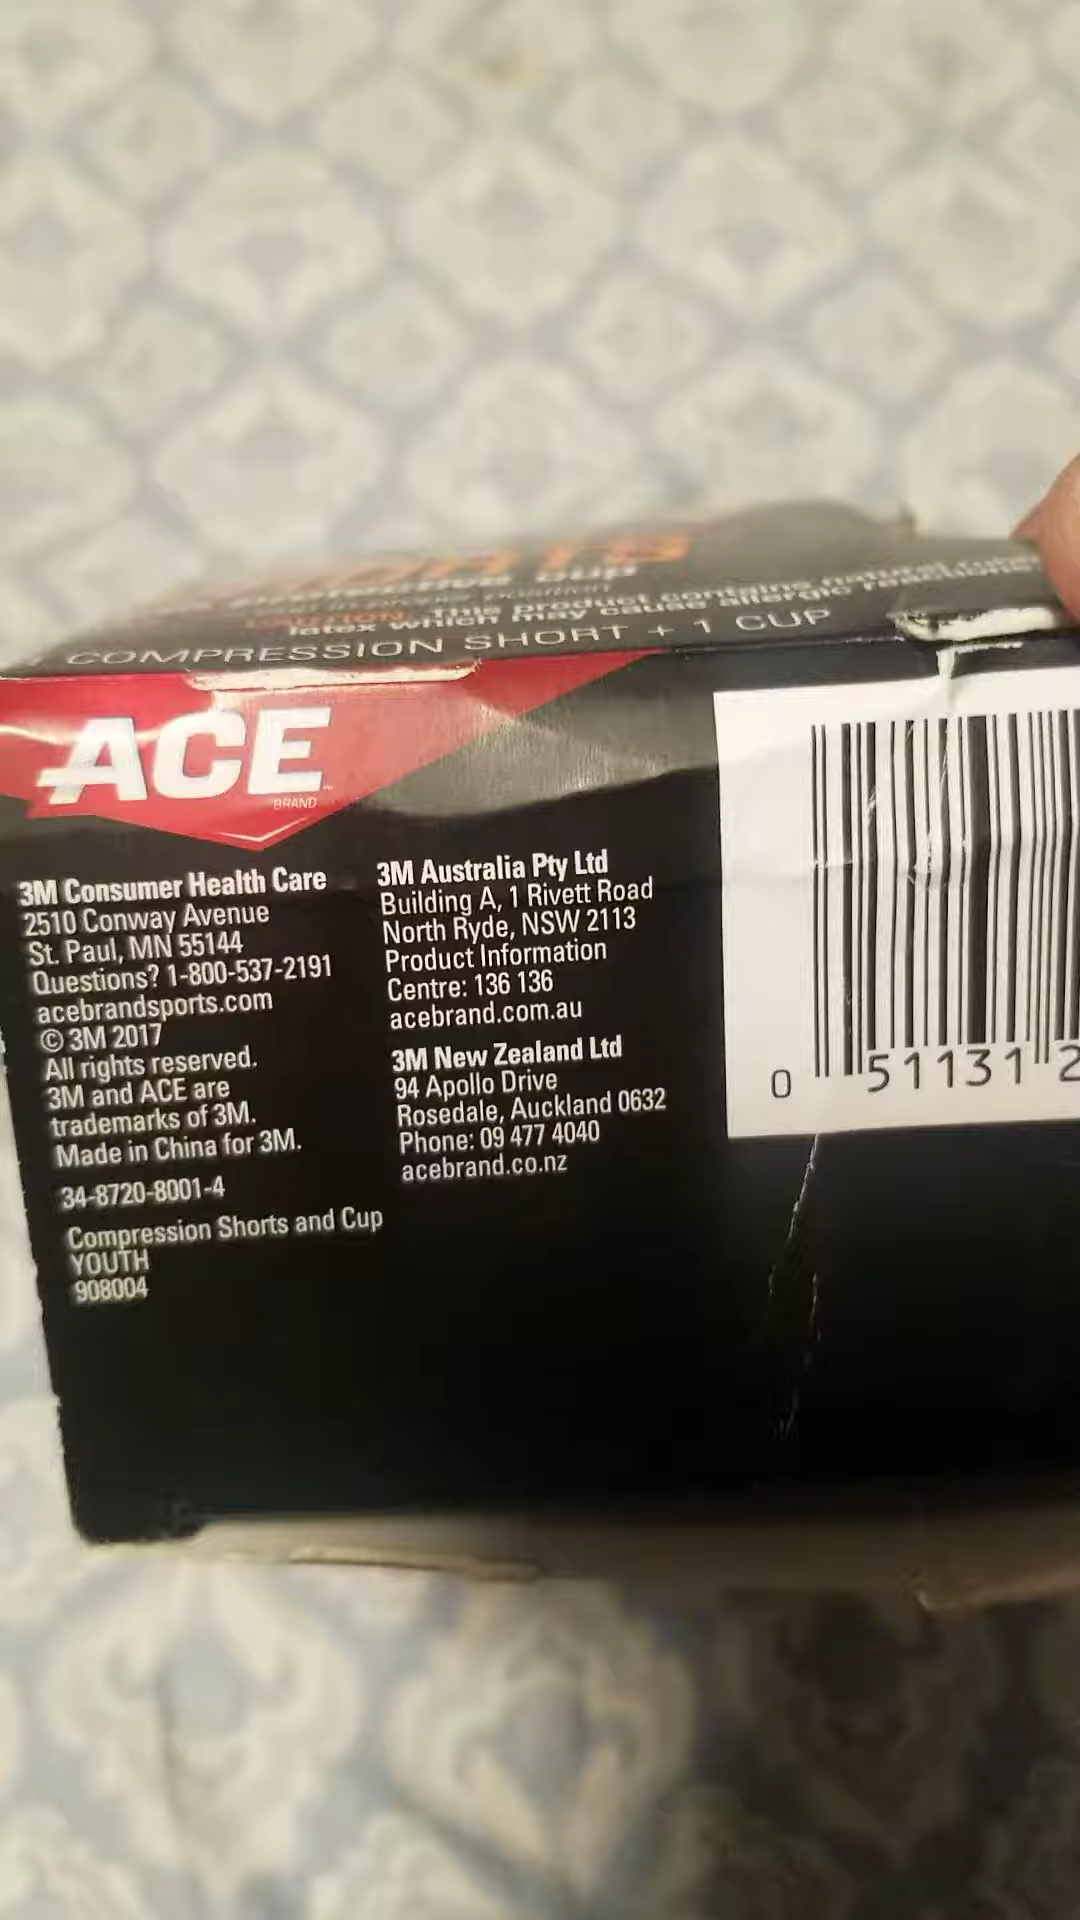 CAUTION: This product contains natural rubber
latex which may cause allergic reactions
COMPRESSION SHORT + 1 CUP
ACE
BRAND
3M Consumer Health Care
2510 Conway Avenue
St. Paul, MN 55144
Questions? 1-800-537-2191
acebrandsports.com
© 3M 2017
All rights reserved.
3M and ACE are
trademarks of 3M.
Made in China for 3M.
34-8720-8001-4
Compression Shorts and Cup
YOUTH
908004
3M Australia Pty Ltd
Building A, 1 Rivett Road
North Ryde, NSW 2113
Product Information
Centre: 136 136
acebrand.com.au
3M New Zealand Ltd
94 Apollo Drive
Rosedale, Auckland 0632
Phone: 09 477 4040
acebrand.co.nz
0 51131 2